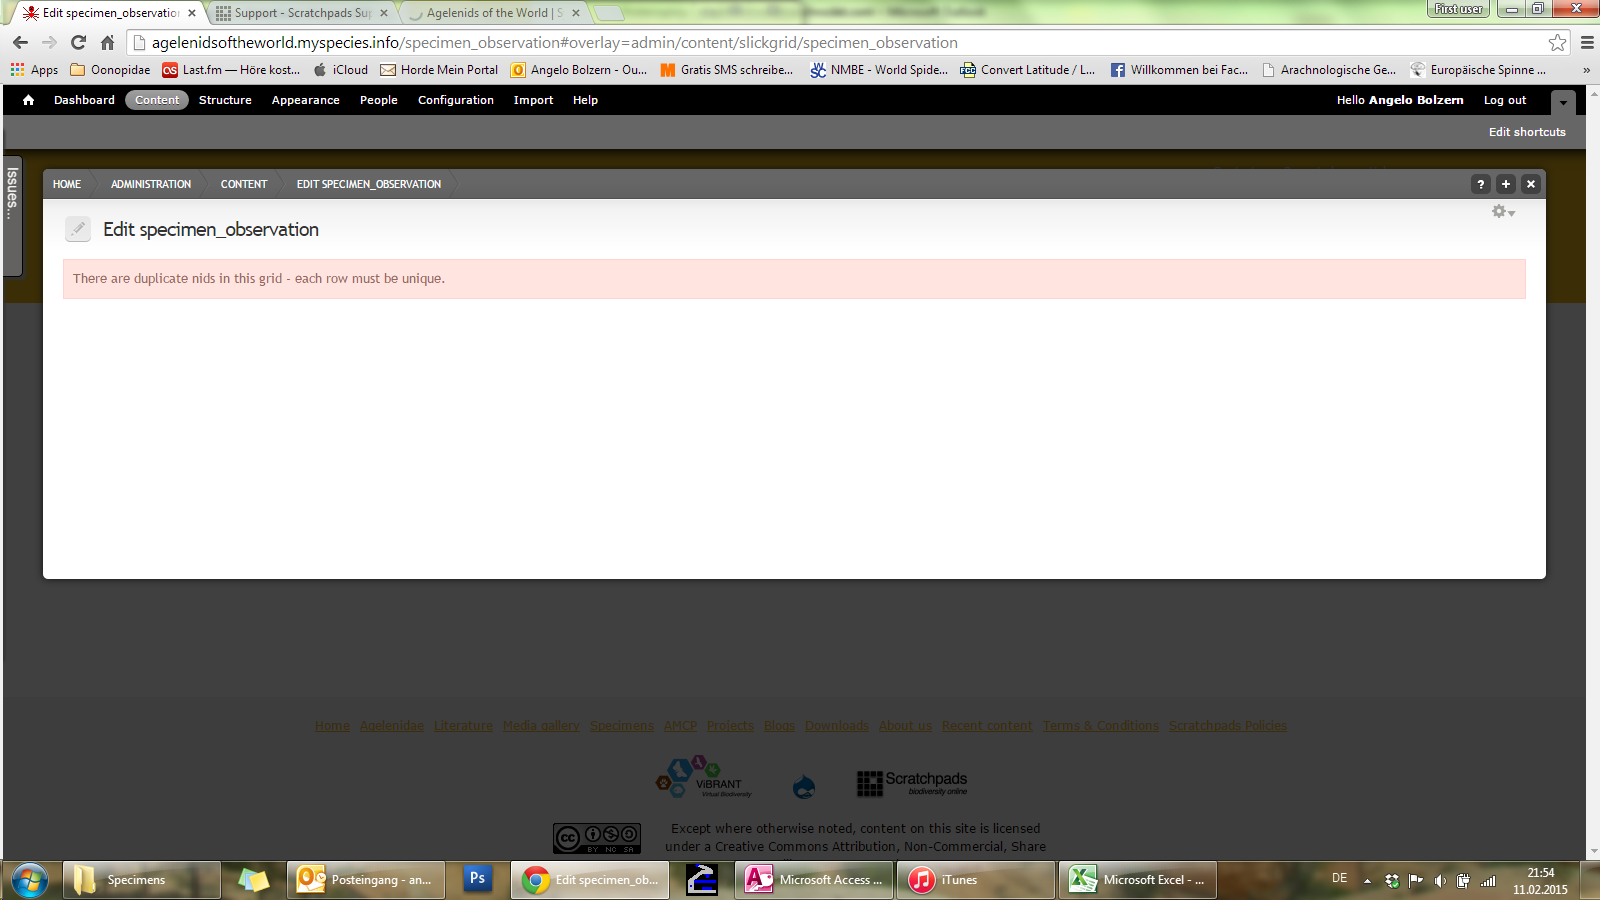 Edit specimen_observation
Support - Scratchpads Sup
Agelenids of the World | S
First user
agelenidsoftheworld.myspecies.info/specimen_observation#overlay=admin/content/slickgrid/specimen_observation
Apps
Oonopidae
Last.fm — Höre kost...
iCloud
Horde Mein Portal
Angelo Bolzern - Ou...
Gratis SMS schreibe...
NMBE - World Spide...
Convert Latitude / L...
Willkommen bei Fac...
Arachnologische Ge...
Europäische Spinne ...
»
Dashboard Content Structure Appearance People Configuration Import Help
Hello Angelo Bolzern Log out
Edit shortcuts
Issues...
HOME ADMINISTRATION CONTENT EDIT SPECIMEN_OBSERVATION
? + ×
Edit specimen_observation
There are duplicate nids in this grid - each row must be unique.
Home Agelenidae Literature Media gallery Specimens AMCP Projects Blogs Downloads About us Recent content Terms & Conditions Scratchpads Policies
ViBRANT
Virtual Biodiversity
Scratchpads
biodiversity online
cc BY NC SA
Except where otherwise noted, content on this site is licensed
under a Creative Commons Attribution, Non-Commercial, Share
Specimens
Posteingang - an...
Ps
Edit specimen_ob...
Microsoft Access ...
iTunes
Microsoft Excel - ...
DE
21:54
11.02.2015